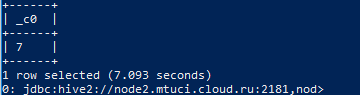 +------+
| _c0  |
+------+
| 7    |
+------+
1 row selected (7.093 seconds)
0: jdbc:hive2://node2.mtuci.cloud.ru:2181,nod>